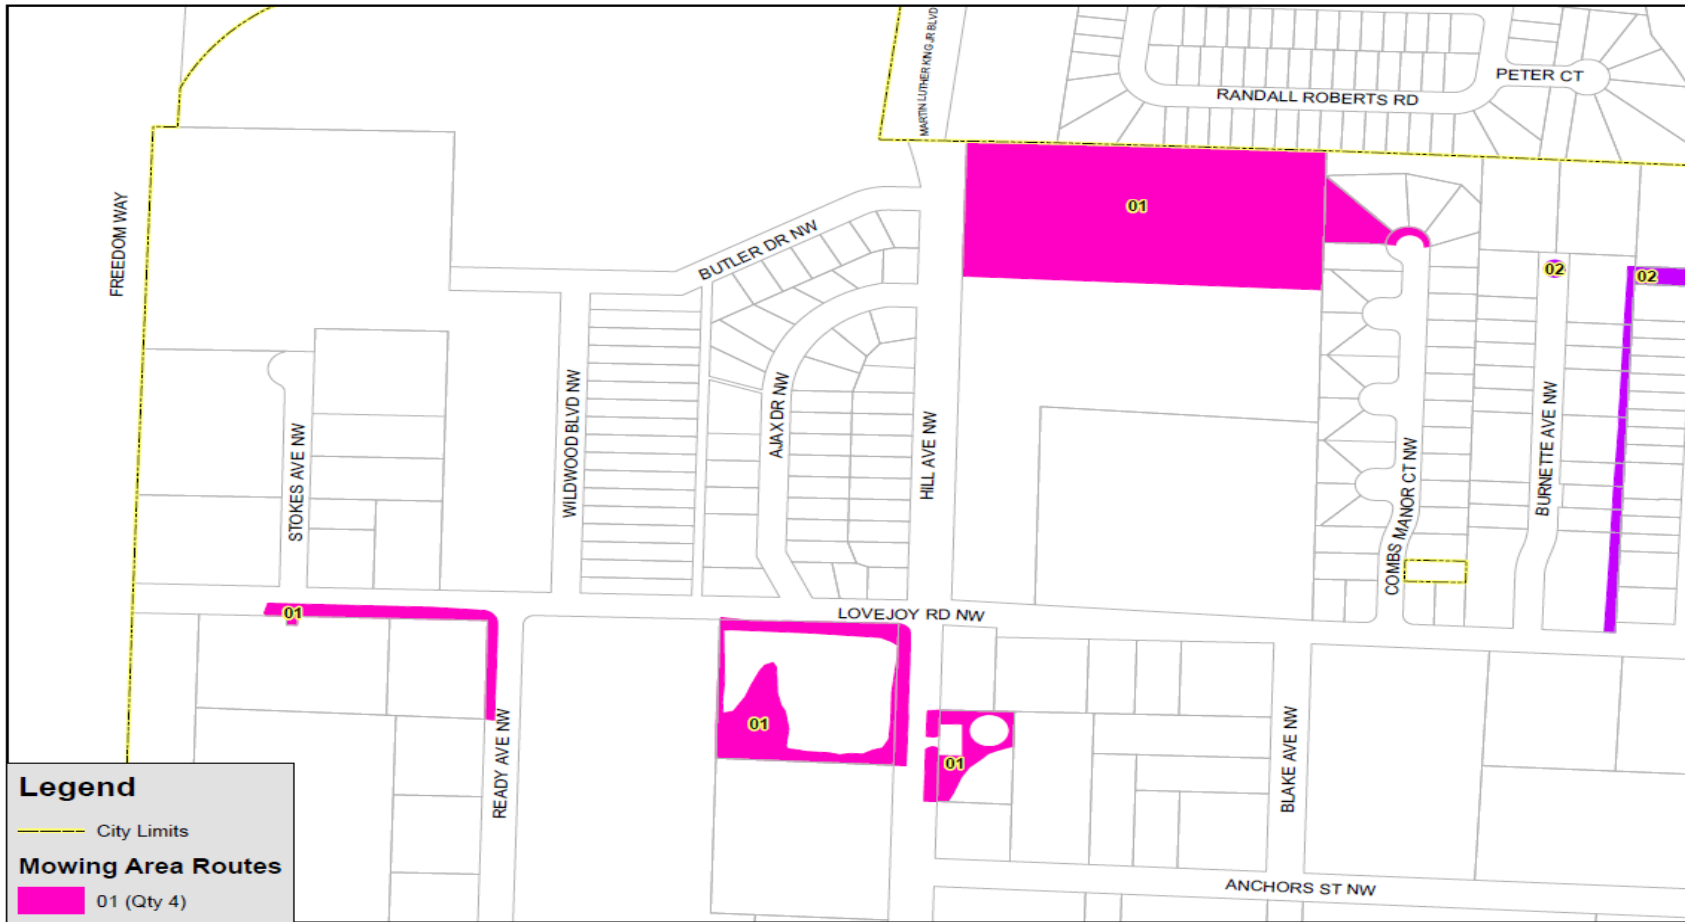 MARTIN LUTHER KING JR BLVD
PETER CT
RANDALL ROBERTS RD
FREEDOM WAY
01
BUTLER DR NW
02
02
STOKES AVE NW
WILDWOOD BLVD NW
AJAX DR NW
HILL AVE NW
COMBS MANOR CT NW
BURNETTE AVE NW
01
LOVEJOY RD NW
01
01
READY AVE NW
BLAKE AVE NW
ANCHORS ST NW
Legend
City Limits
Mowing Area Routes
01 (Qty 4)